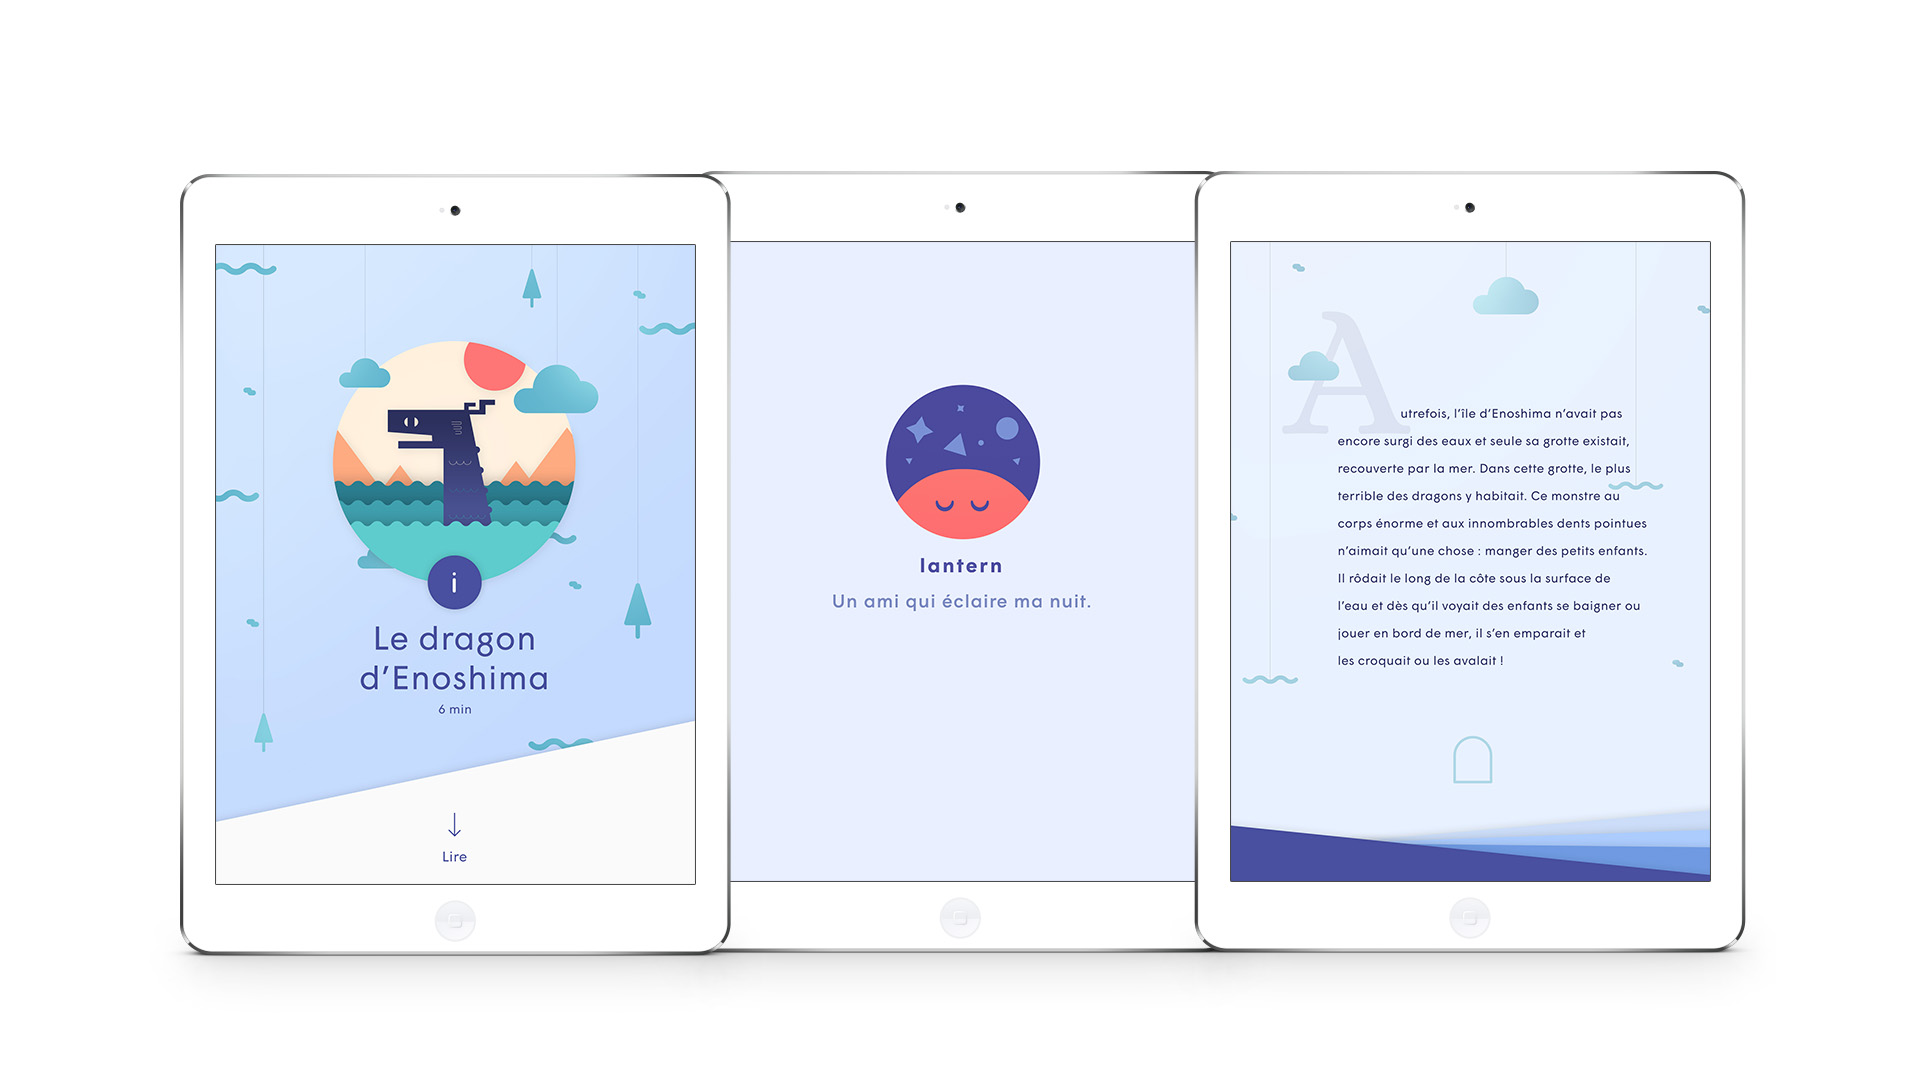 i
Le dragon
d’Enoshima
6 min
Lire
lantern
Un ami qui éclaire ma nuit.
Autrefois, l’île d’Enoshima n’avait pas
encore surgi des eaux et seule sa grotte existait,
recouverte par la mer. Dans cette grotte, le plus
terrible des dragons y habitait. Ce monstre au
corps énorme et aux innombrables dents pointues
n’aimait qu’une chose : manger des petits enfants.
Il rôdait le long de la côte sous la surface de
l’eau et dès qu’il voyait des enfants se baigner ou
jouer en bord de mer, il s’en emparait et
les croquait ou les avalait !